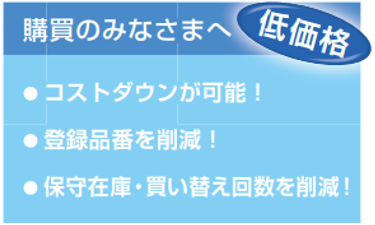 購買のみなさまへ
低価格
● コストダウンが可能！
● 登録品番を削減！
● 保守在庫・買い替え回数を削減！